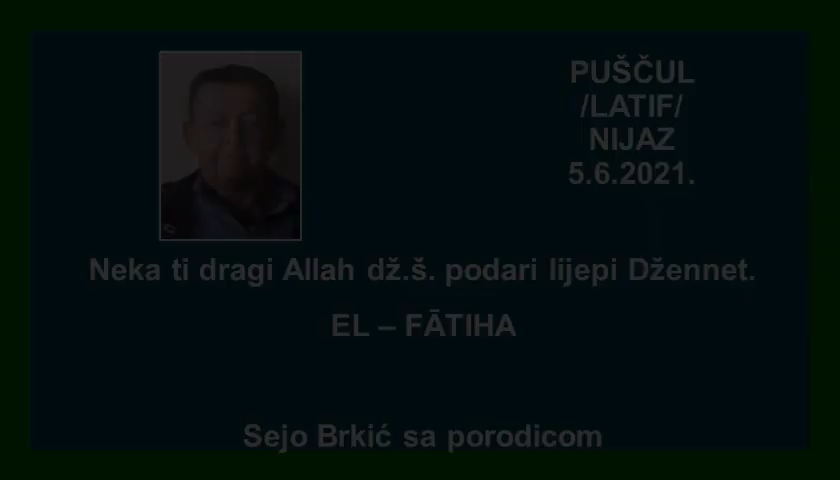 PUŠČUL
/LATIF/
NIJAZ
5.6.2021.
Neka ti dragi Allah dž.š. podari lijepi Džennet.
EL – FĀTIHA
Sejo Brkić sa porodicom